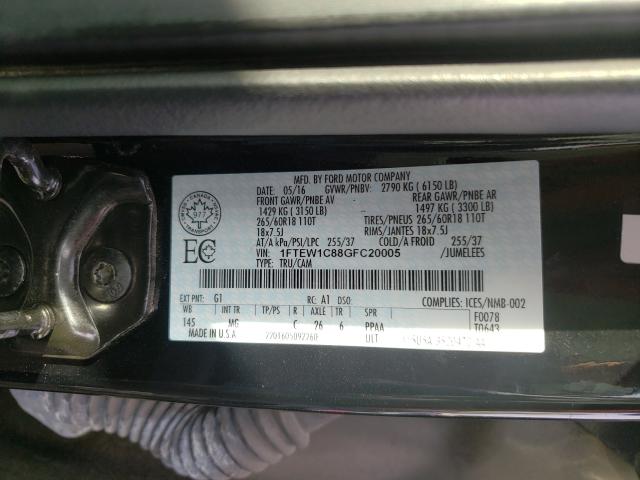 MFD. BY FORD MOTOR COMPANY
DATE: 05/16 GVWR/PNBV: 2790 KG ( 6150 LB)
FRONT GAWR/PNBE AV REAR GAWR/PNBE AR
1429 KG ( 3150 LB) 1497 KG ( 3300 LB)
265/60R18 110T TIRES/PNEUS 265/60R18 110T
18x7.5J RIMS/JANTES 18x7.5J
AT/A kPa/PSI/LPC 255/37 COLD/A FROID 255/37
VIN: 1FTEW1C88GFC20005 /JUMELEES
TYPE: TRU/CAM
CANADA
977
TRANSPORT
EC
EXT PNT: G1 RC: A1 DSO: COMPLIES: ICES/NMB-002
WB INT TR TP/PS R AXLE TR SPR F0078
145 MG C 26 6 PPAA T0643
MADE IN U.S.A. ULT